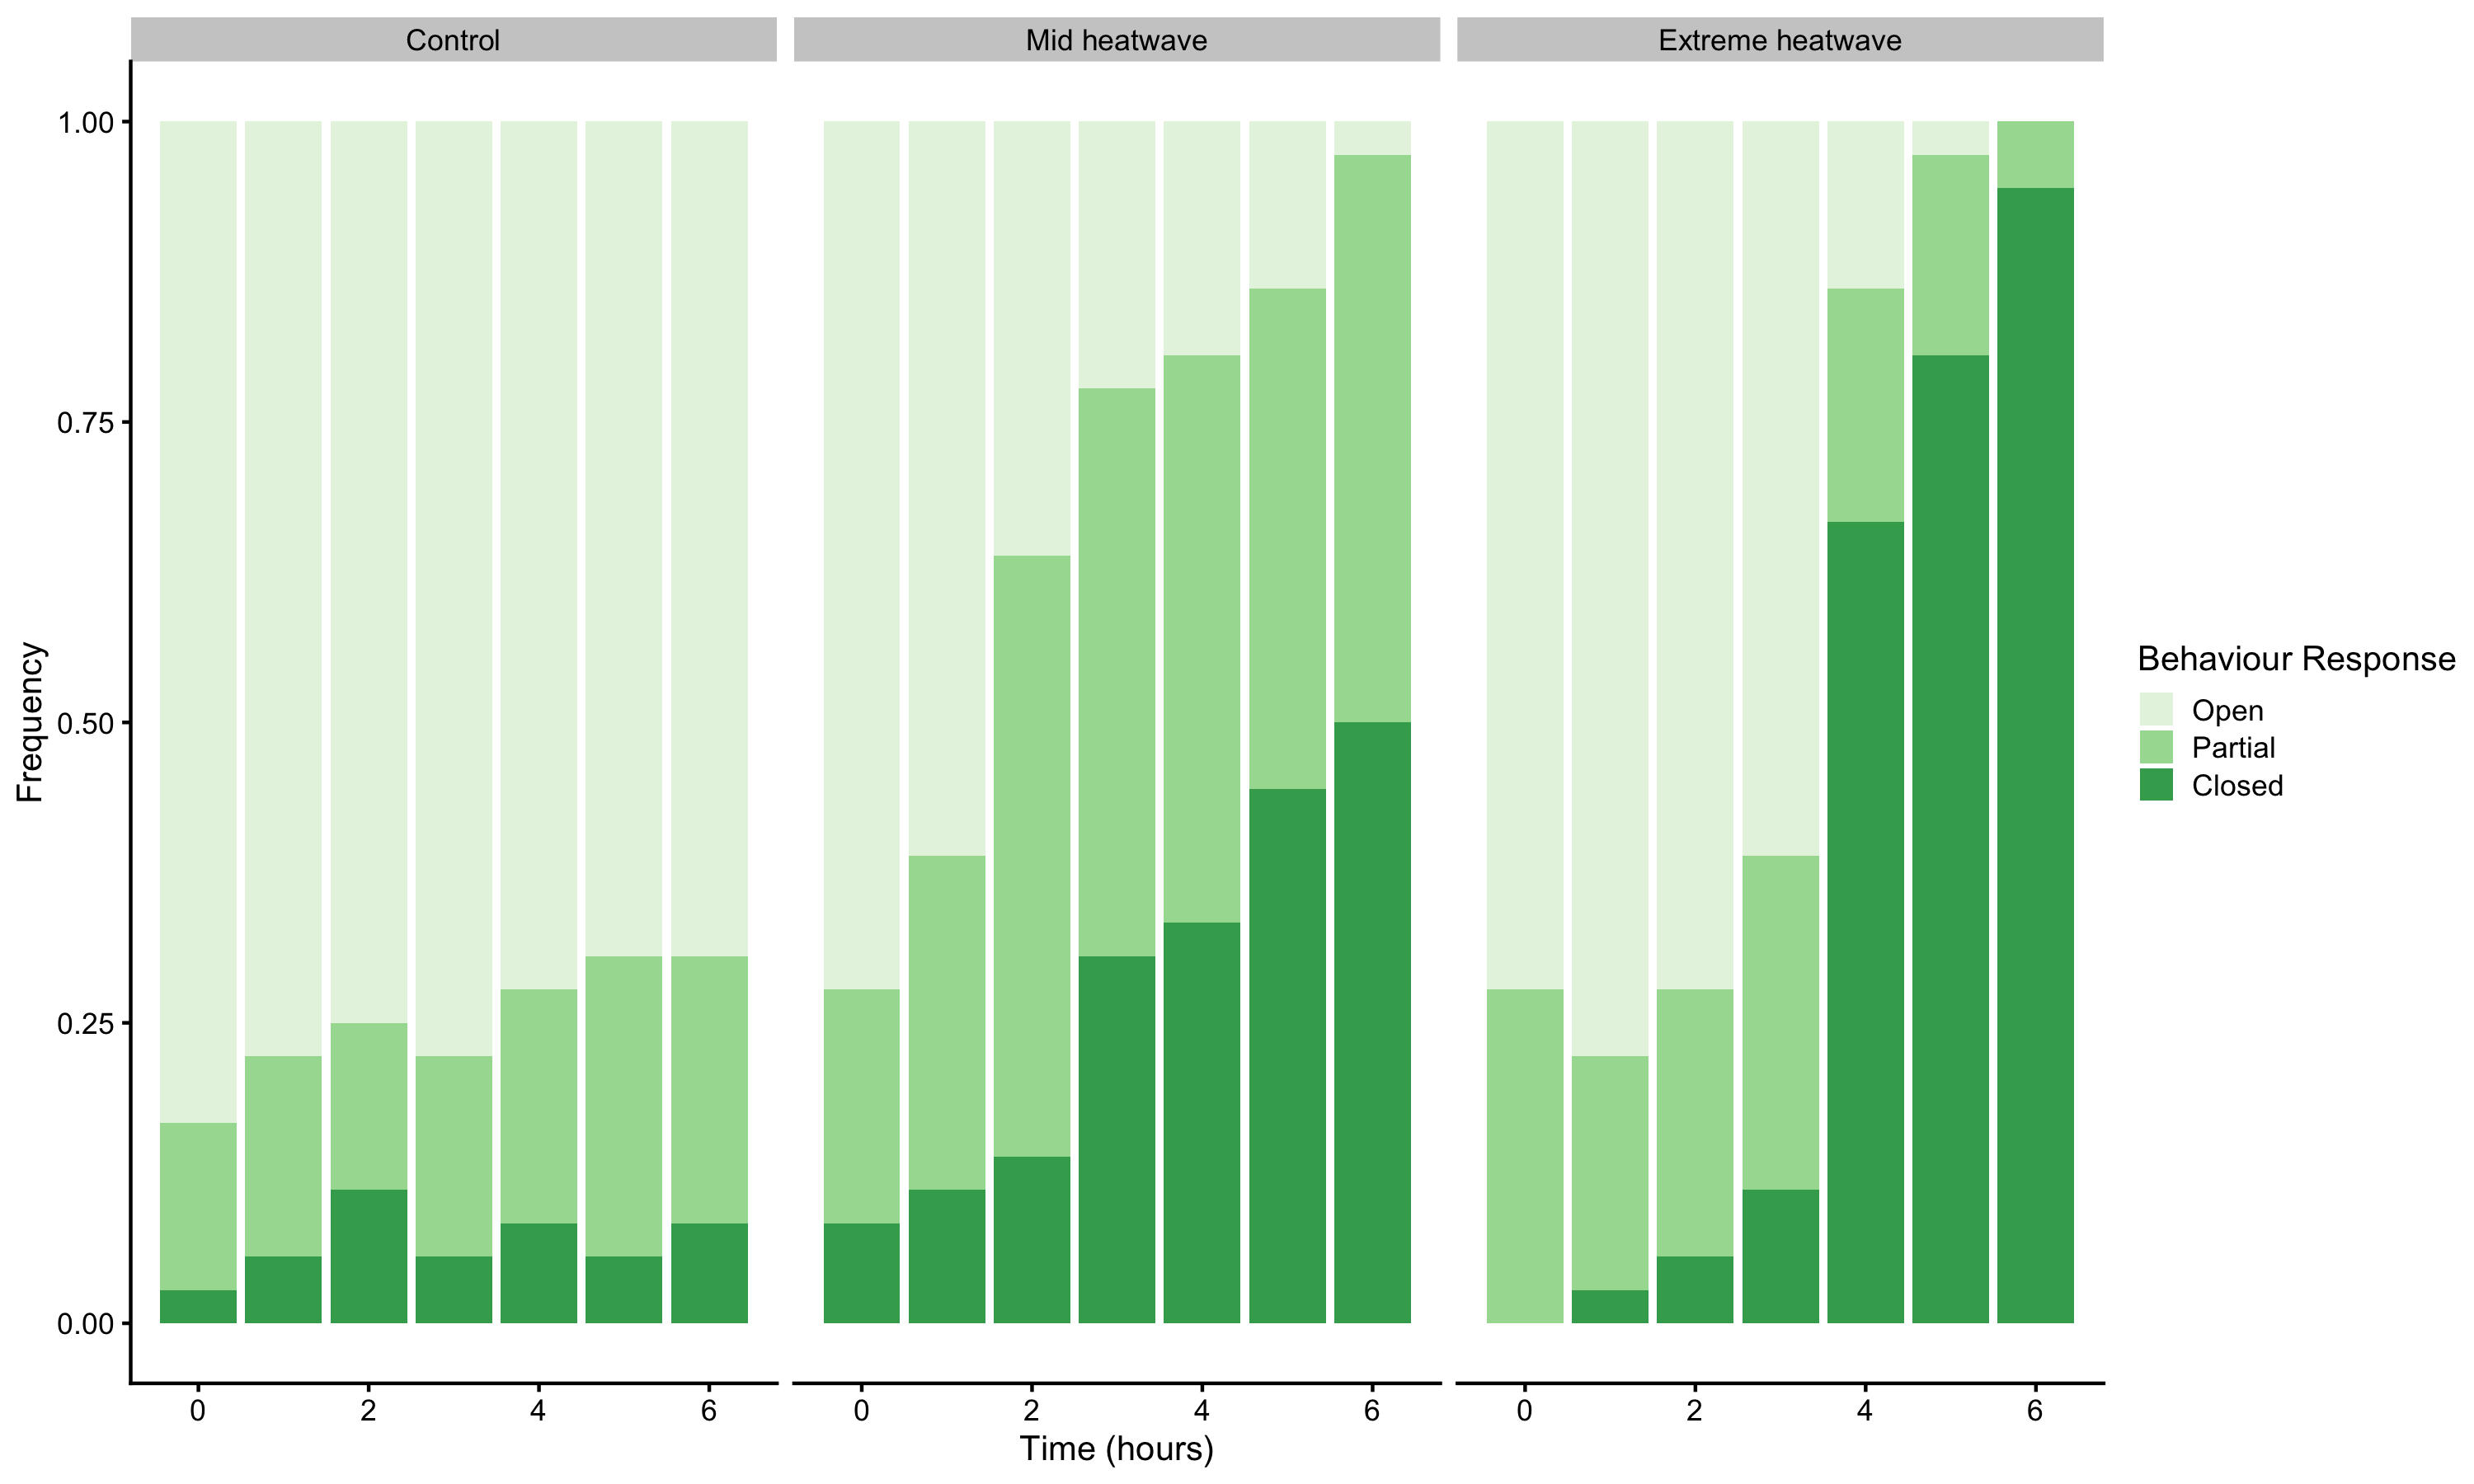 Control
Mid heatwave
Extreme heatwave
1.00
0.75
0.50
0.25
0.00
Frequency
0 2 4 6
0 2 4 6
0 2 4 6
Time (hours)
Behaviour Response
Open
Partial
Closed